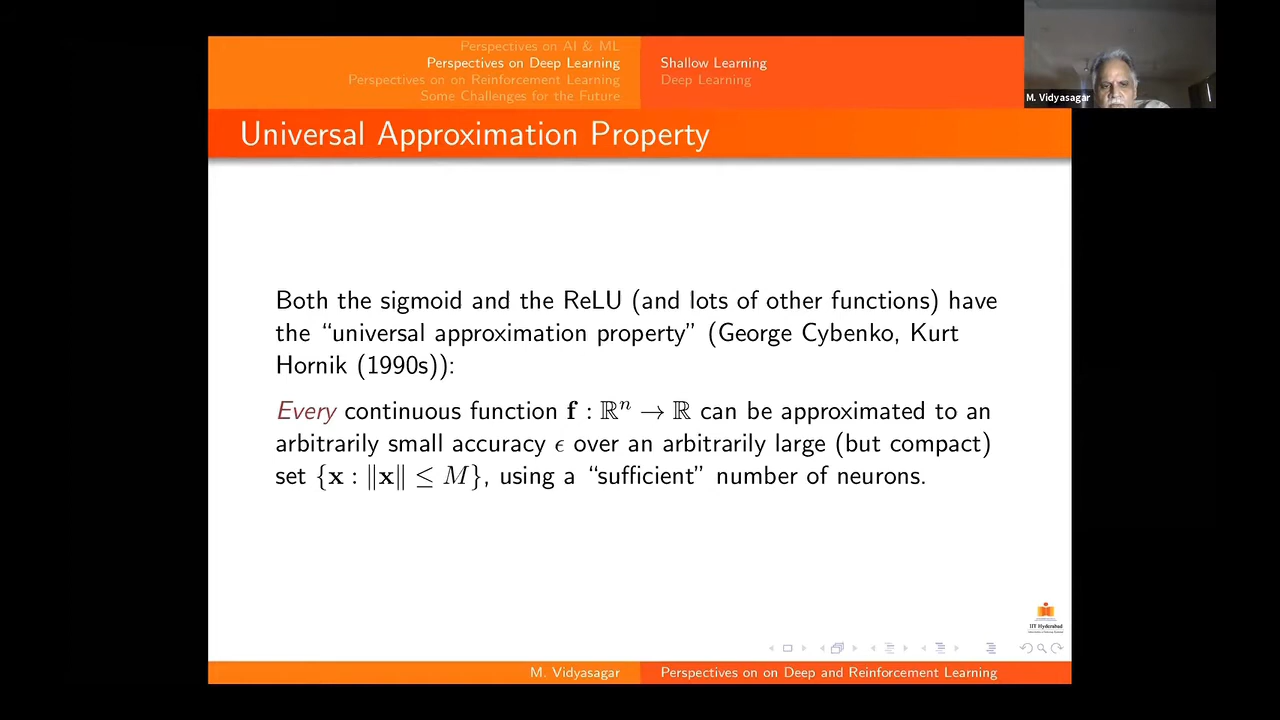 Perspectives on AI & ML
Perspectives on Deep Learning
Perspectives on on Reinforcement Learning
Some Challenges for the Future
Shallow Learning
Deep Learning
M. Vidyasagar
Universal Approximation Property
Both the sigmoid and the ReLU (and lots of other functions) have
the “universal approximation property” (George Cybenko, Kurt
Hornik (1990s)):
Every continuous function f : ℝⁿ → ℝ can be approximated to an
arbitrarily small accuracy ϵ over an arbitrarily large (but compact)
set {x : ‖x‖ ≤ M}, using a “sufficient” number of neurons.
IIT Hyderabad
M. Vidyasagar
Perspectives on on Deep and Reinforcement Learning